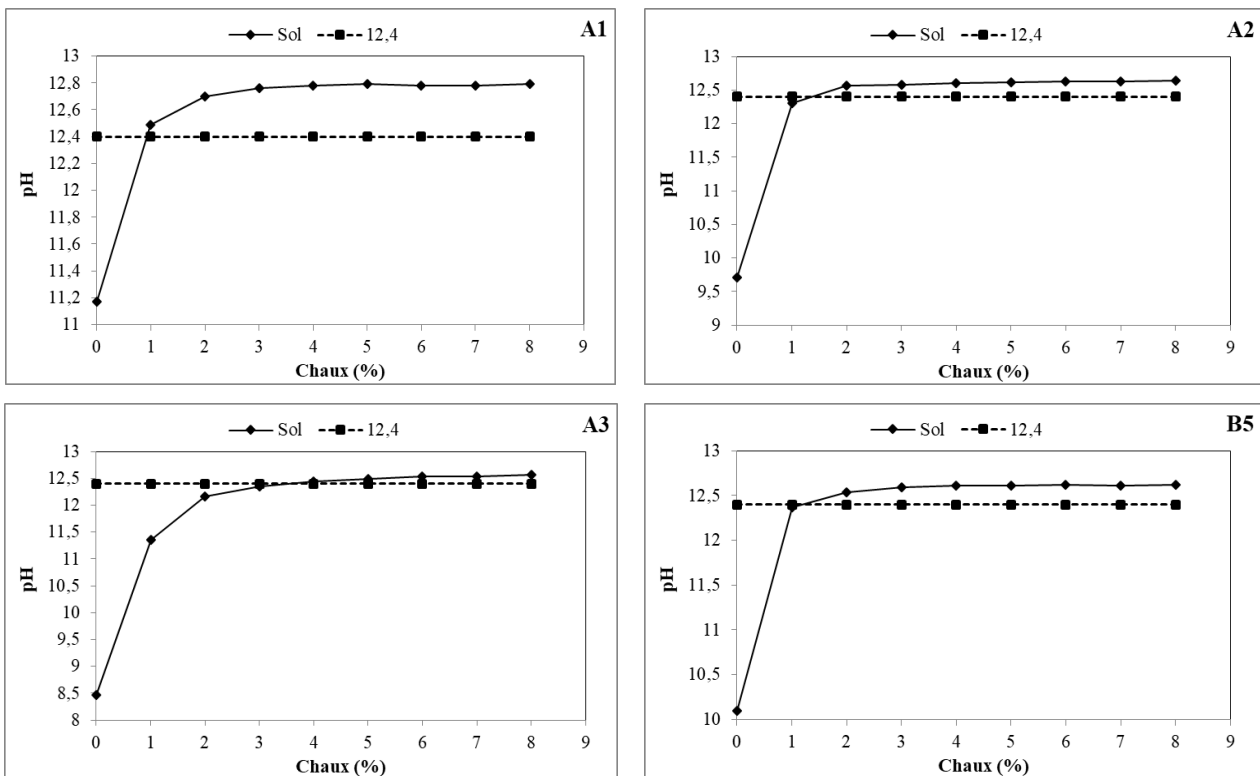 A1
Sol 12,4
13
12,8
12,6
12,4
12,2
12
11,8
11,6
11,4
11,2
11
pH
0 1 2 3 4 5 6 7 8 9
Chaux (%)
A2
Sol 12,4
13
12,5
12
11,5
11
10,5
10
9,5
9
pH
0 1 2 3 4 5 6 7 8 9
Chaux (%)
A3
Sol 12,4
13
12,5
12
11,5
11
10,5
10
9,5
9
8,5
8
pH
0 1 2 3 4 5 6 7 8 9
Chaux (%)
B5
Sol 12,4
13
12,5
12
11,5
11
10,5
10
pH
0 1 2 3 4 5 6 7 8 9
Chaux (%)